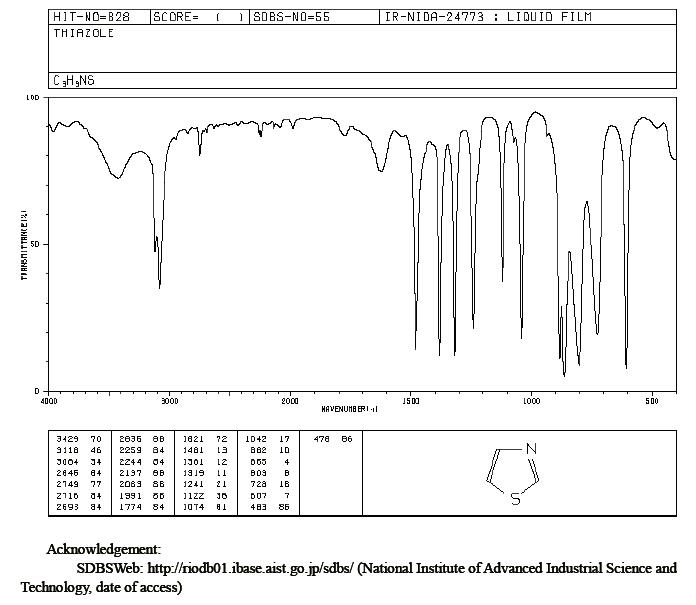 HIT-NO=828 SCORE= ( ) SDBS-NO=55 IR-NIDA-24773 : LIQUID FILM
THIAZOLE
C3H3NS
100
TRANSMITTANCE(%)
50
0
4000 3000 2000 1500 1000 500
WAVENUMBER(-1)
3429 70 2836 88 1621 72 1042 17 478 86
3118 46 2259 84 1481 13 882 10
3084 34 2244 84 1381 12 865 4
84 2197 88 1319 11 803 8
2749 77 2083 88 1241 21 728 18
2716 84 1991 86 1122 36 607 7
2693 84 1774 84 1074 81 483 86
N
S
Acknowledgement:
SDBSWeb: http://riodb01.ibase.aist.go.jp/sdbs/ (National Institute of Advanced Industrial Science and
Technology, date of access)